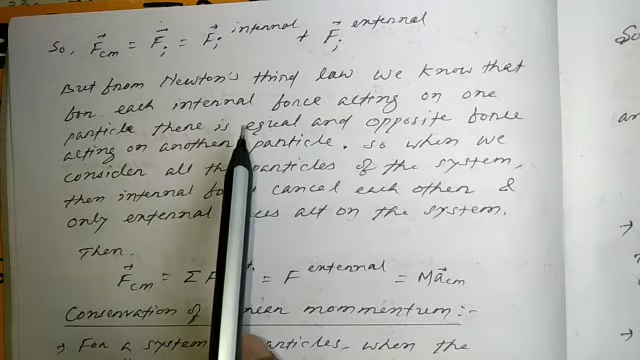 So, F⃗cm = F⃗i = F⃗i internal + F⃗i external
But from Newton's third law we know that
for each internal force acting on one
particle there is equal and opposite force
acting on another particle. So when we
consider all the particles of the system,
then internal cancel each other &
only external act on the system.
Then
F⃗cm = Σ F = F external = Ma⃗cm
Conservation of mommentum :-
→ For a system particles, when the
So